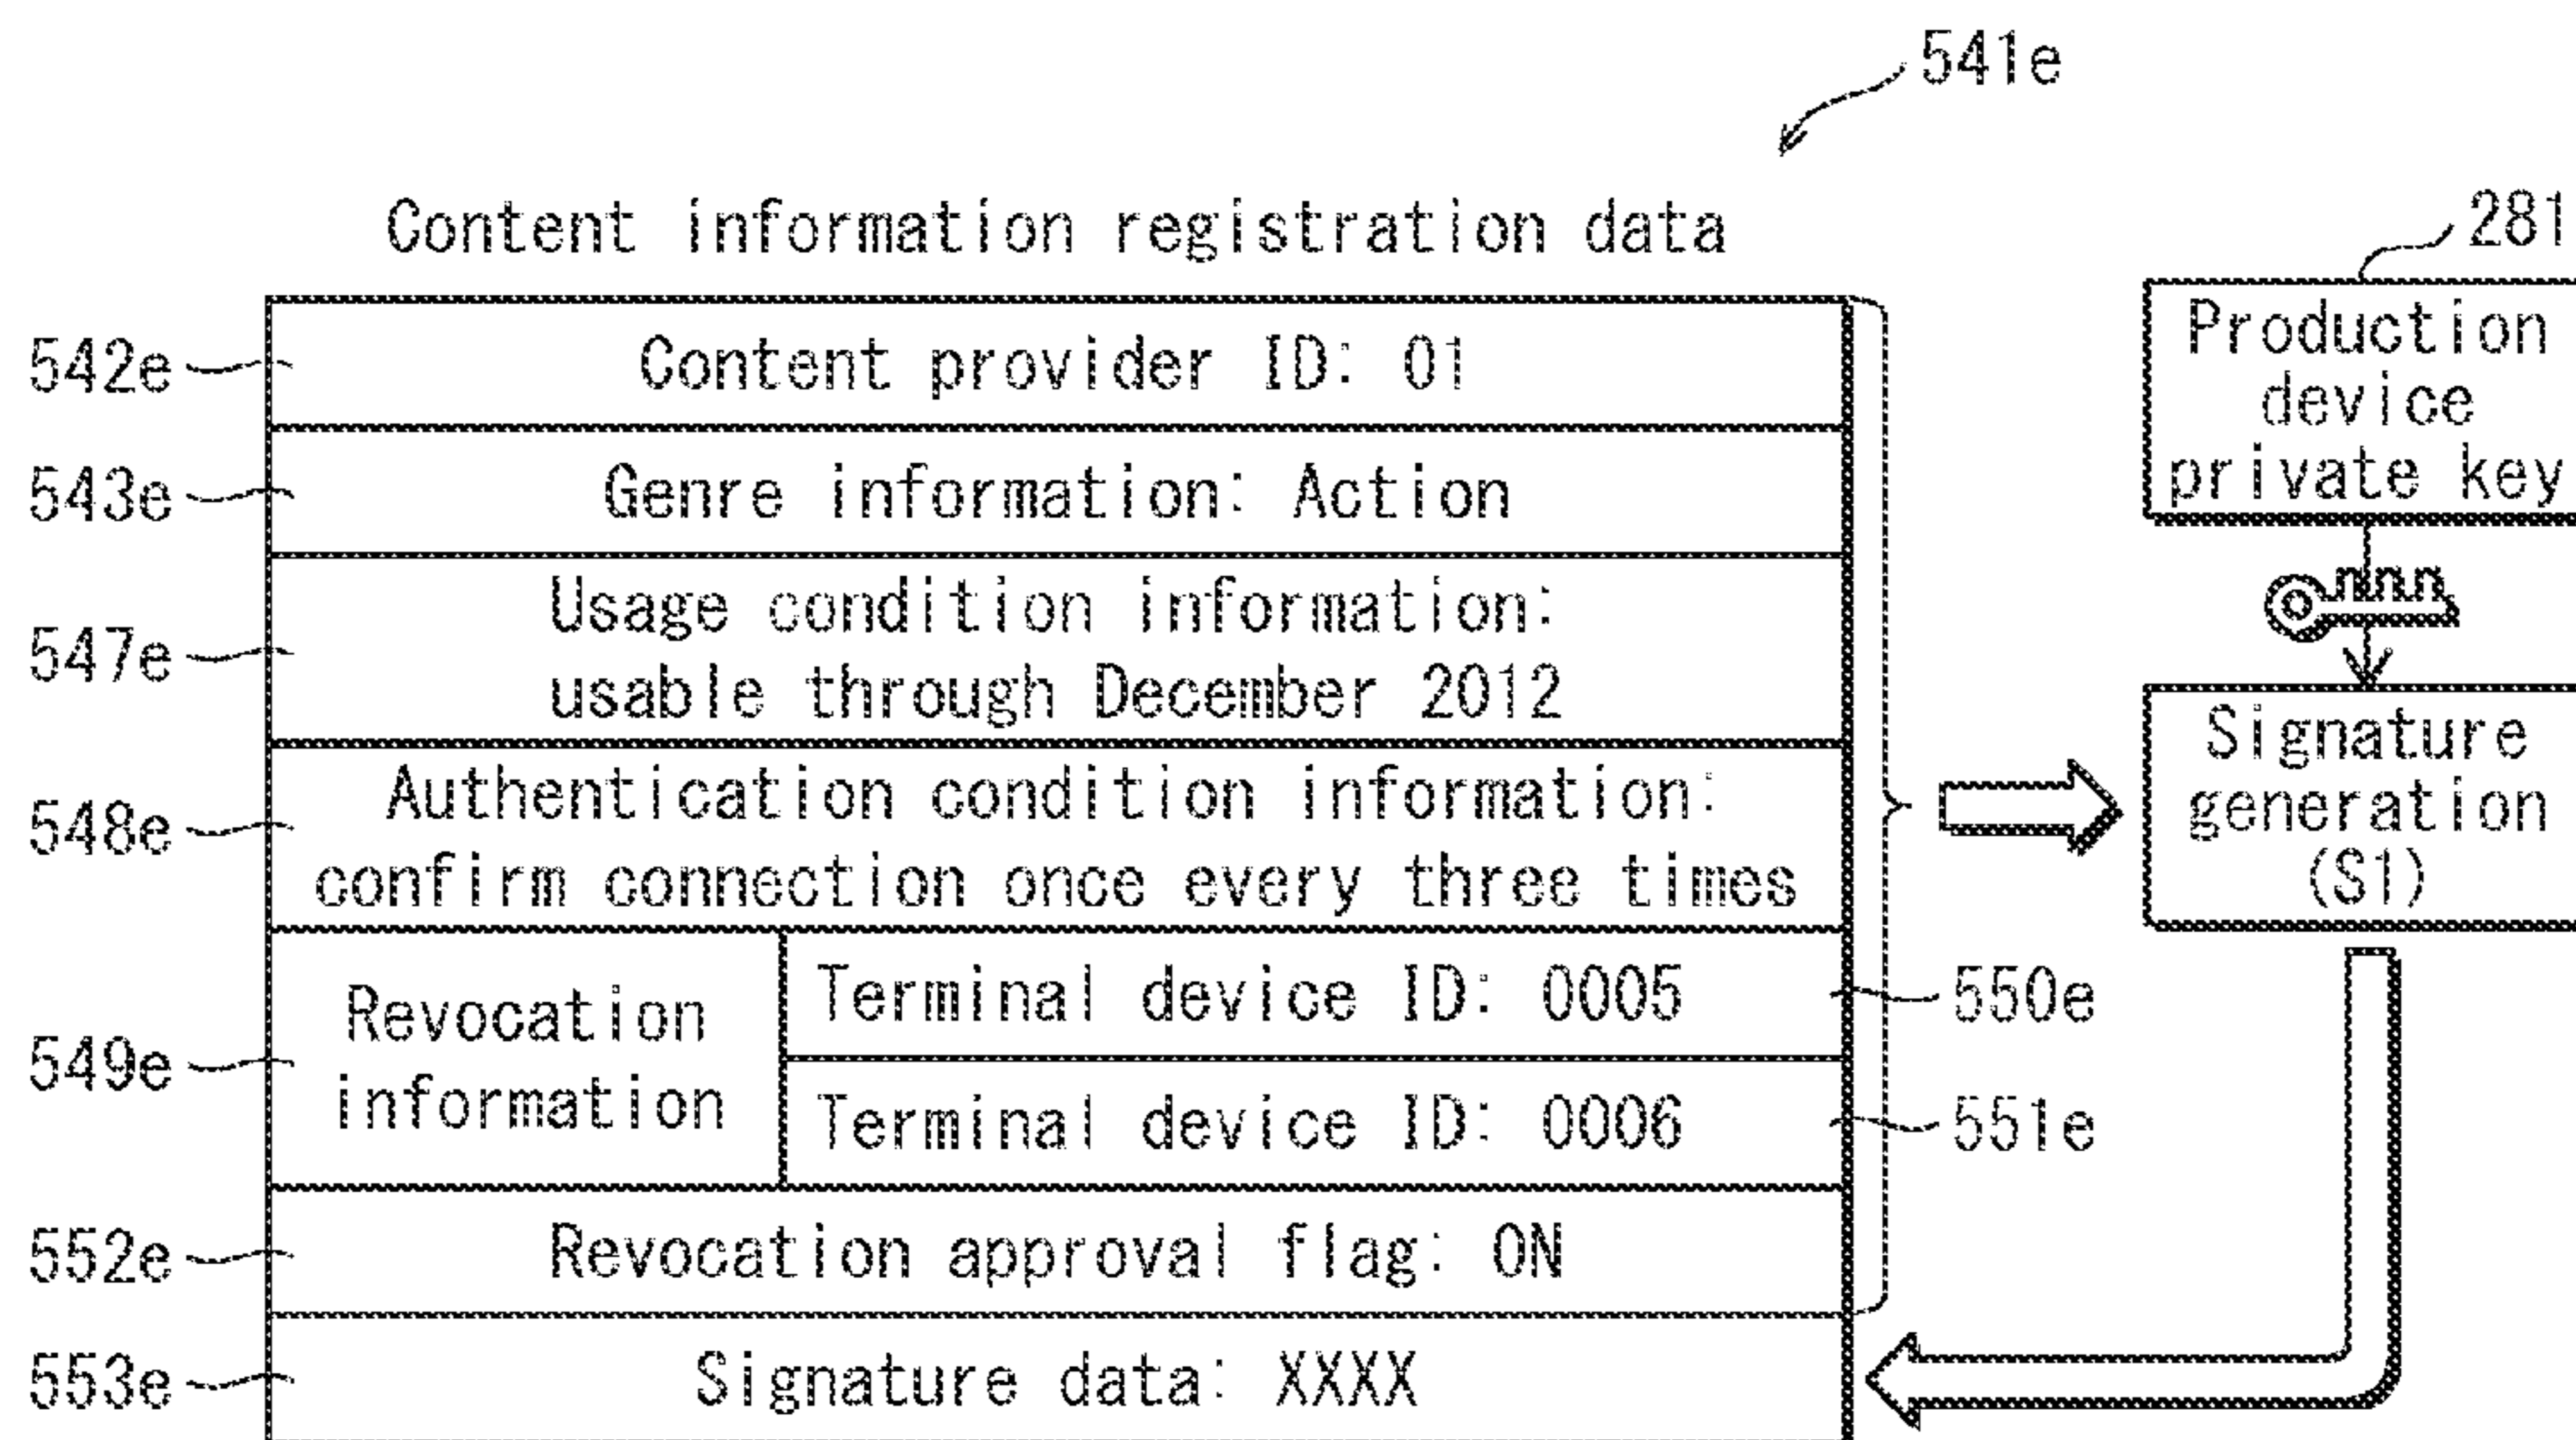 541e
Content information registration data
281
542e
Content provider ID: 01
Production
device
private key
543e
Genre information: Action
547e
Usage condition information:
usable through December 2012
548e
Authentication condition information:
confirm connection once every three times
Signature
generation
(S1)
549e
Revocation
information
Terminal device ID: 0005
550e
Terminal device ID: 0006
551e
552e
Revocation approval flag: ON
553e
Signature data: XXXX